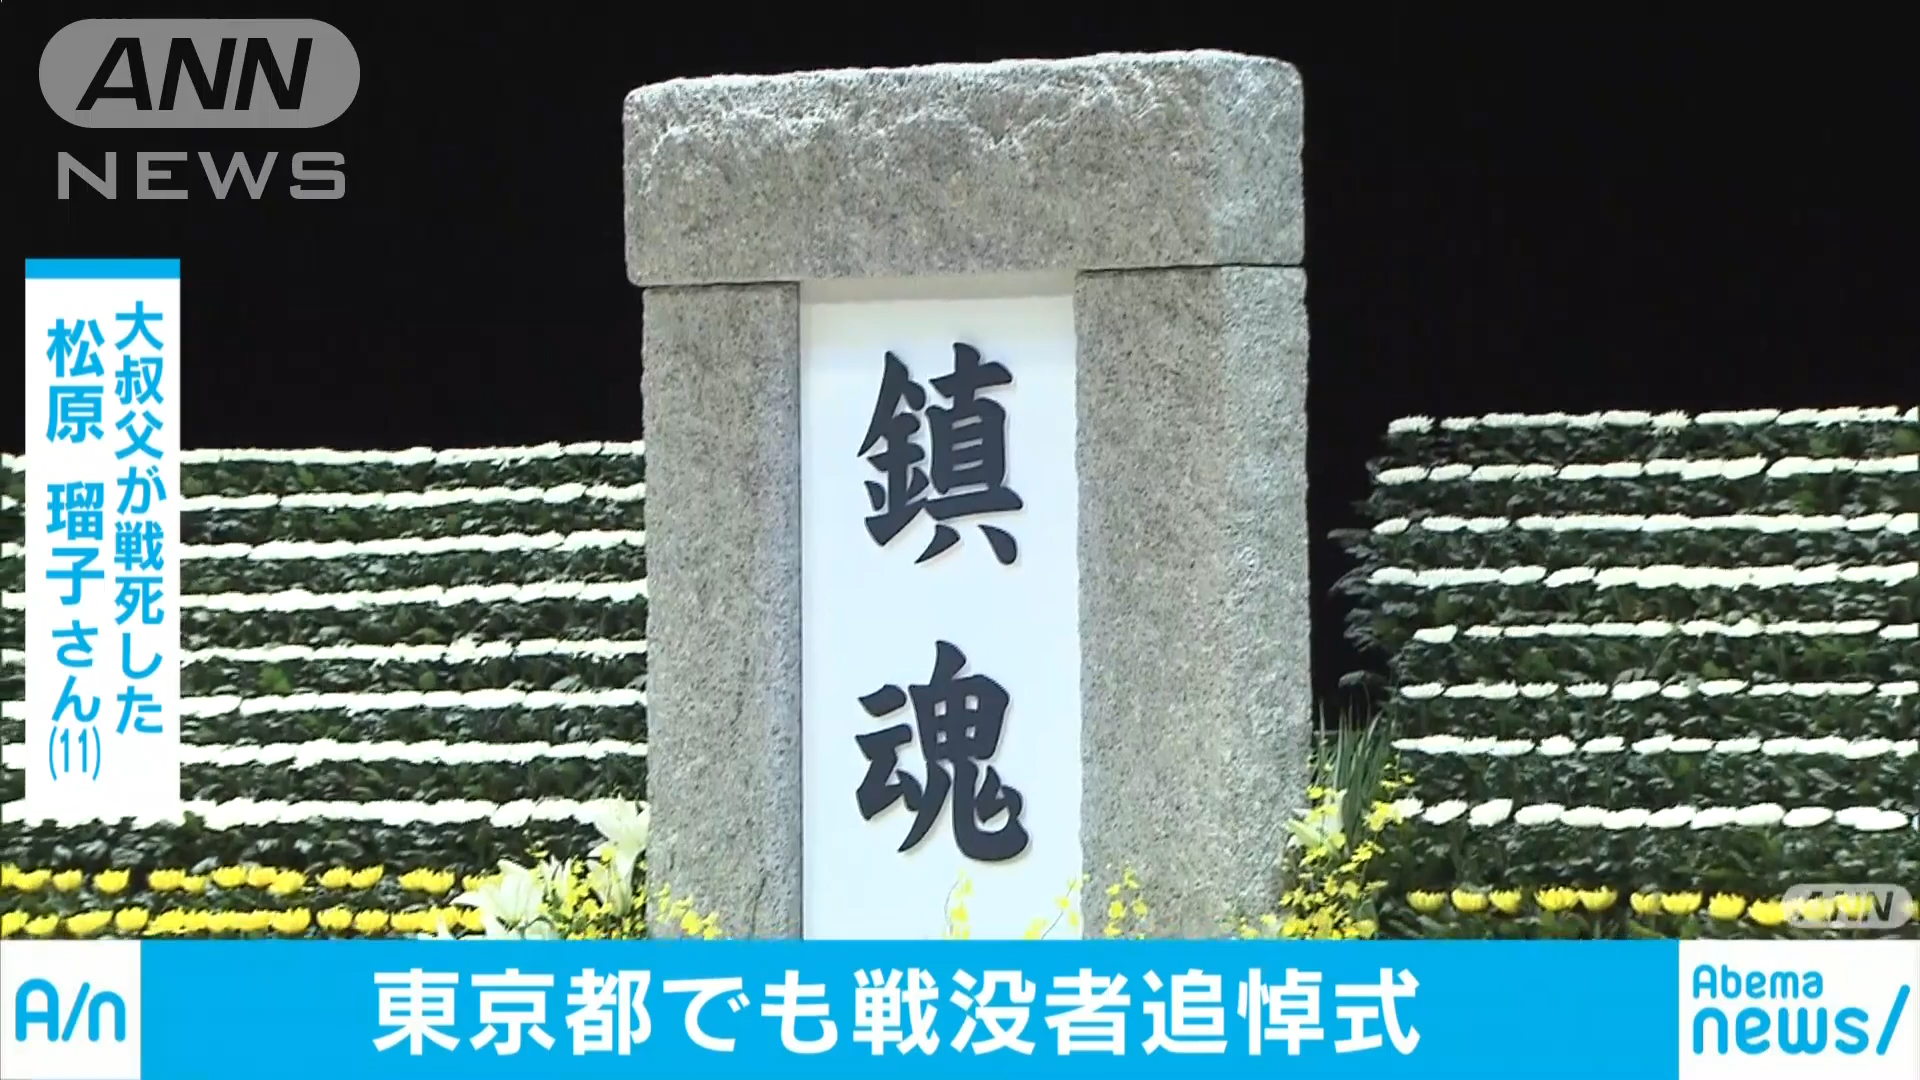 ANN
NEWS
大叔父が戦死した
松原 瑠子さん(11)
鎮魂
ANN
A/n
東京都でも戦没者追悼式
Abema
news/